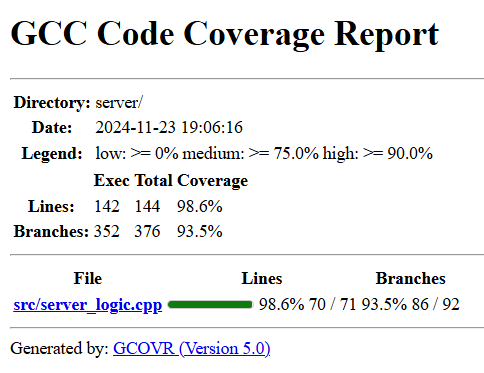 GCC Code Coverage Report
Directory: server/
Date: 2024-11-23 19:06:16
Legend: low: >= 0% medium: >= 75.0% high: >= 90.0%
Exec Total Coverage
Lines: 142 144 98.6%
Branches: 352 376 93.5%
File Lines Branches
src/server_logic.cpp 98.6% 70 / 71 93.5% 86 / 92
Generated by: GCOVR (Version 5.0)